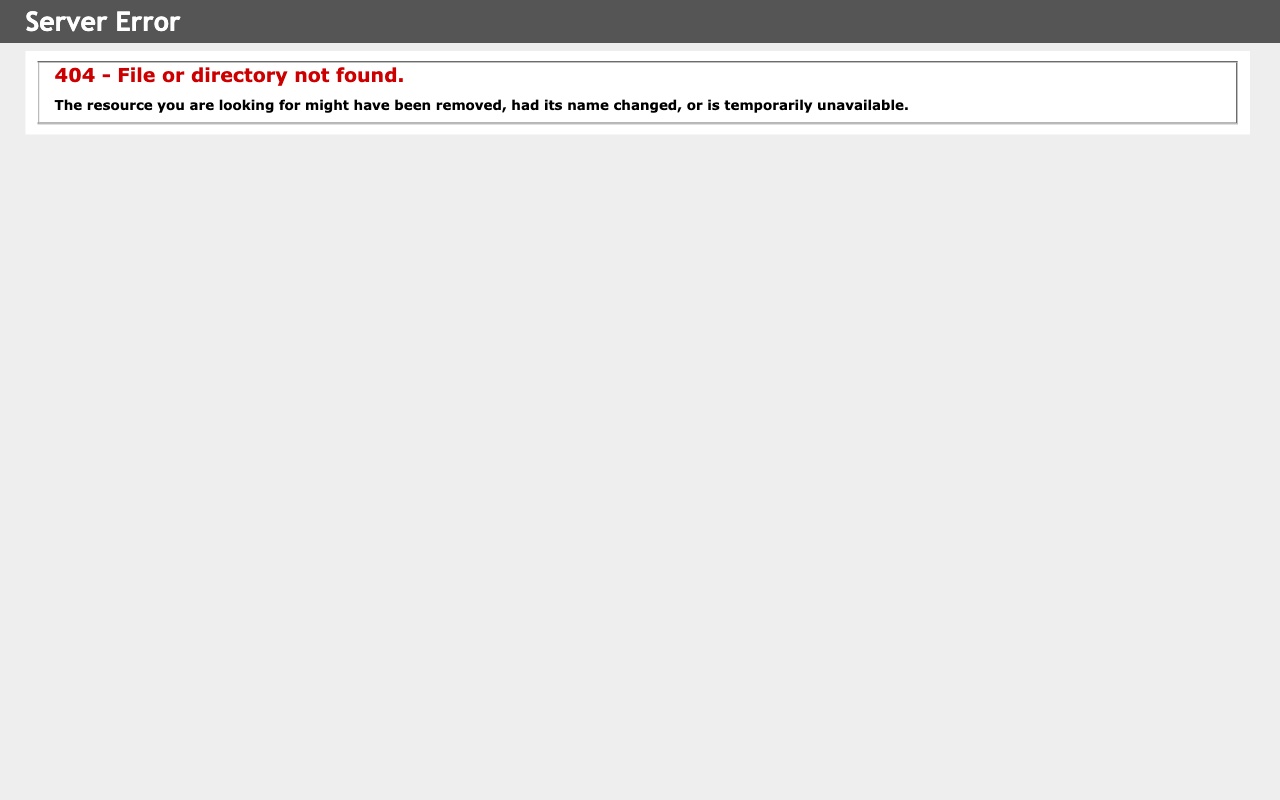 Server Error
404 - File or directory not found.
The resource you are looking for might have been removed, had its name changed, or is temporarily unavailable.